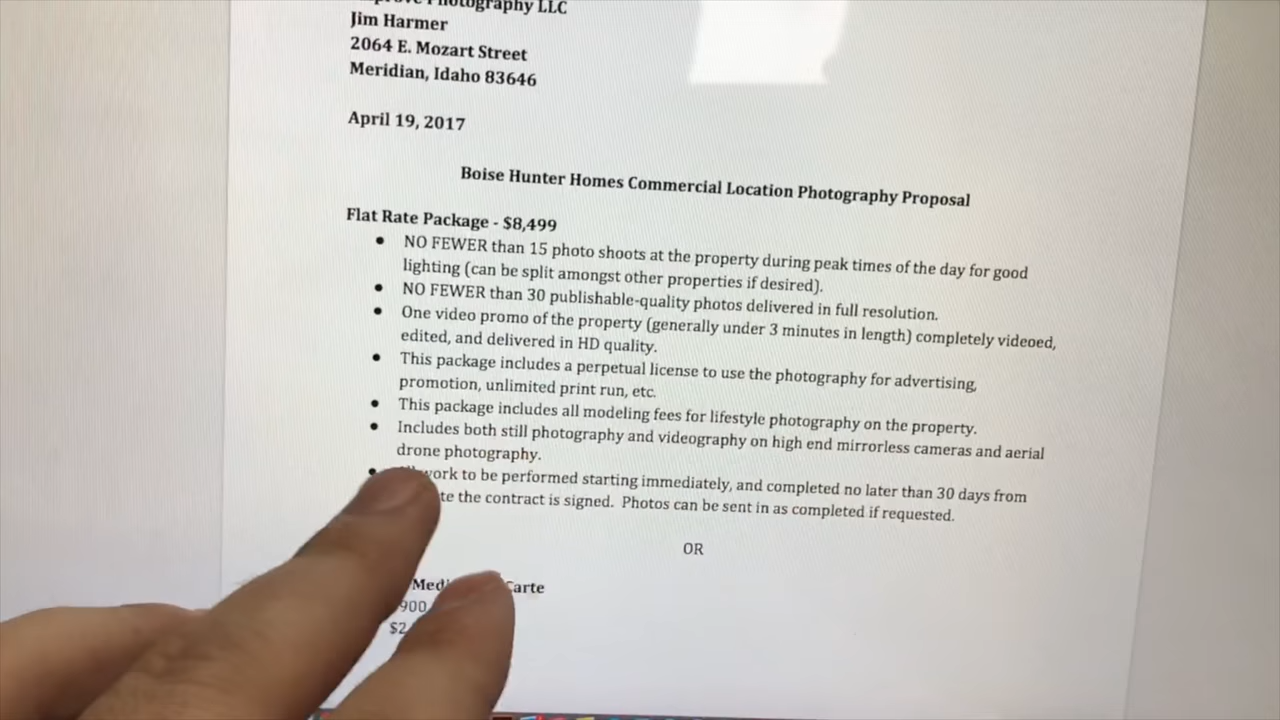 Photography LLC
Jim Harmer
2064 E. Mozart Street
Meridian, Idaho 83646
April 19, 2017
Boise Hunter Homes Commercial Location Photography Proposal
Flat Rate Package - $8,499
• NO FEWER than 15 photo shoots at the property during peak times of the day for good
lighting (can be split amongst other properties if desired).
• NO FEWER than 30 publishable-quality photos delivered in full resolution.
• One video promo of the property (generally under 3 minutes in length) completely videoed,
edited, and delivered in HD quality.
• This package includes a perpetual license to use the photography for advertising,
promotion, unlimited print run, etc.
• This package includes all modeling fees for lifestyle photography on the property.
• Includes both still photography and videography on high end mirrorless cameras and aerial
drone photography.
• work to be performed starting immediately, and completed no later than 30 days from
the contract is signed. Photos can be sent in as completed if requested.
OR
Carte